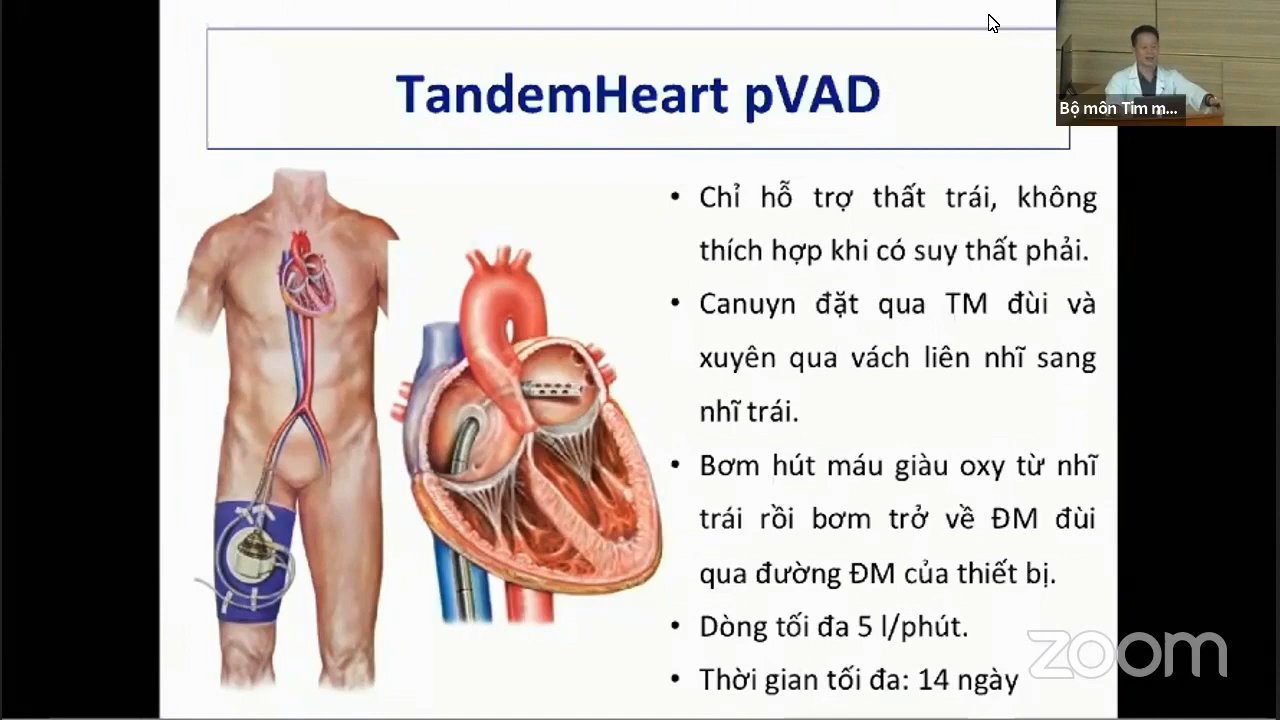 TandemHeart pVAD
Bộ môn Tim m...
• Chỉ hỗ trợ thất trái, không
thích hợp khi có suy thất phải.
• Canuyn đặt qua TM đùi và
xuyên qua vách liên nhĩ sang
nhĩ trái.
• Bơm hút máu giàu oxy từ nhĩ
trái rồi bơm trở về ĐM đùi
qua đường ĐM của thiết bị.
• Dòng tối đa 5 l/phút.
• Thời gian tối đa: 14 ngày
zoom